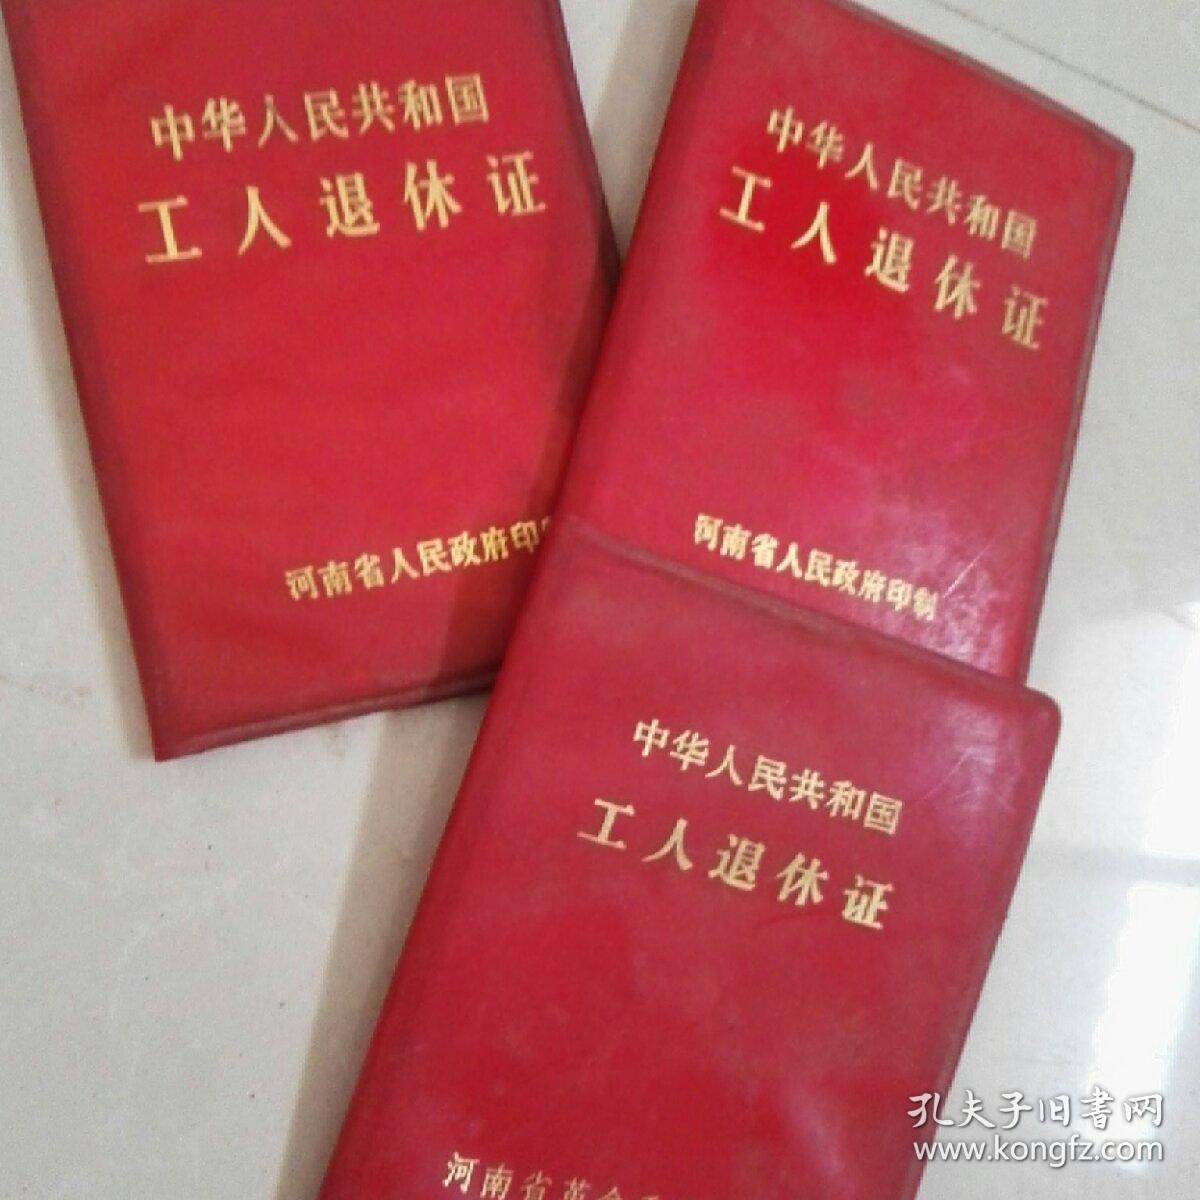 中华人民共和国
工人退休证
河南省人民政府印
中华人民共和国
工人退休证
河南省人民政府印制
中华人民共和国
工人退休证
河南省革命
孔夫子旧書网
www.kongfz.com